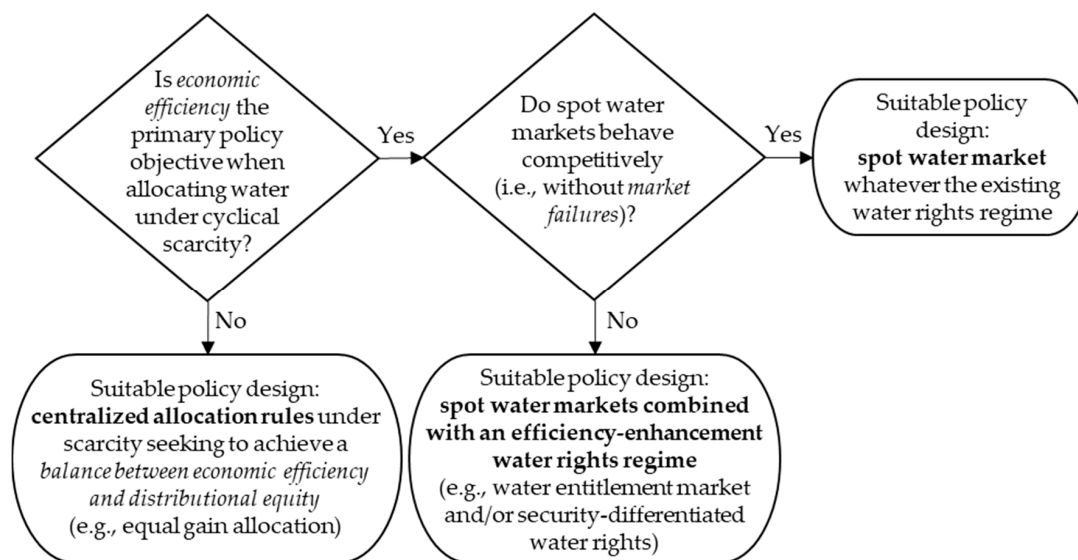 Is economic
efficiency the
primary policy
objective when
allocating water
under cyclical
scarcity?
Yes
Do spot water
markets behave
competitively
(i.e., without market
failures)?
Yes
Suitable policy
design:
spot water market
whatever the existing
water rights regime
No
No
Suitable policy design:
centralized allocation rules under
scarcity seeking to achieve a
balance between economic efficiency
and distributional equity
(e.g., equal gain allocation)
Suitable policy design:
spot water markets combined
with an efficiency-enhancement
water rights regime
(e.g., water entitlement market
and/or security-differentiated
water rights)